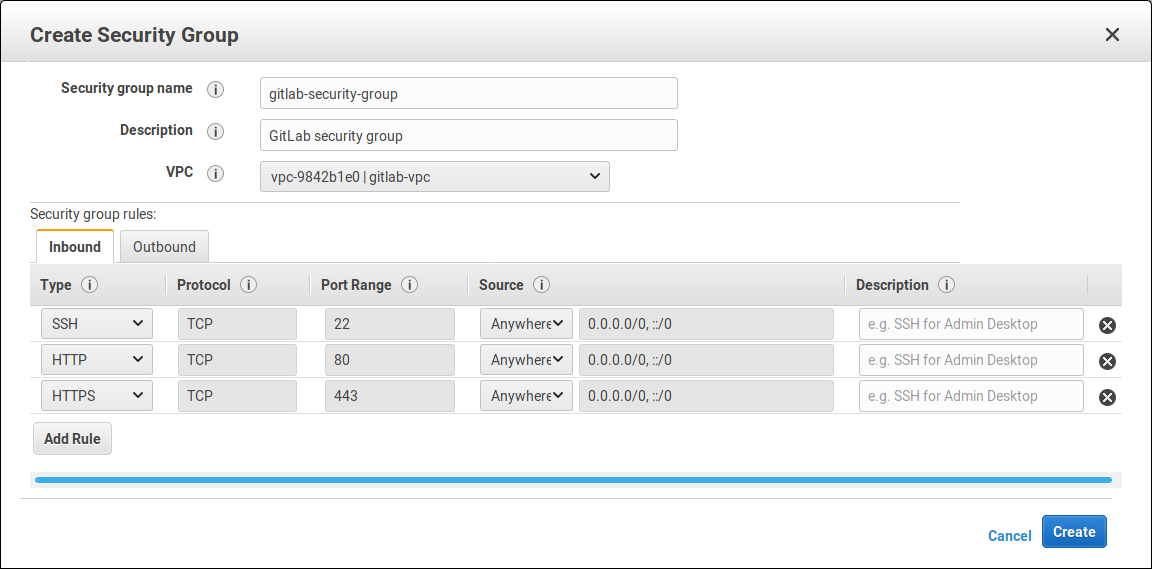 Create Security Group
Security group name i gitlab-security-group
Description i GitLab security group
VPC i vpc-9842b1e0 | gitlab-vpc
Security group rules:
Inbound Outbound
Type i Protocol i Port Range i Source i Description i
SSH TCP 22 Anywhere 0.0.0.0/0, ::/0 e.g. SSH for Admin Desktop
HTTP TCP 80 Anywhere 0.0.0.0/0, ::/0 e.g. SSH for Admin Desktop
HTTPS TCP 443 Anywhere 0.0.0.0/0, ::/0 e.g. SSH for Admin Desktop
Add Rule
Cancel Create